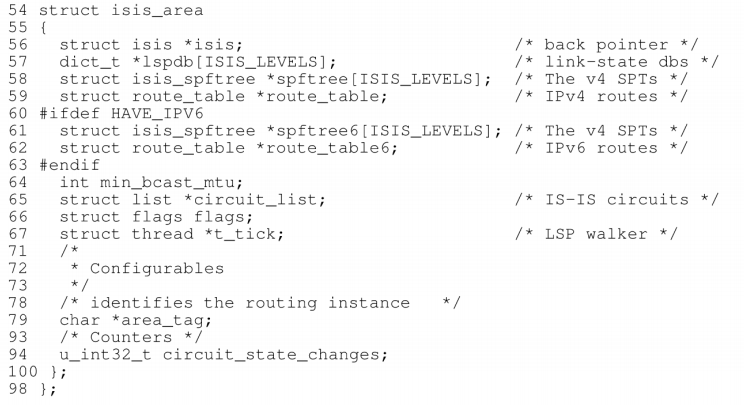 54 struct isis_area
55 {
56   struct isis *isis;                             /* back pointer */
57   dict_t *lspdb[ISIS_LEVELS];                    /* link-state dbs */
58   struct isis_spftree *spftree[ISIS_LEVELS];  /* The v4 SPTs */
59   struct route_table *route_table;            /* IPv4 routes */
60 #ifdef HAVE_IPV6
61   struct isis_spftree *spftree6[ISIS_LEVELS]; /* The v4 SPTs */
62   struct route_table *route_table6;           /* IPv6 routes */
63 #endif
64   int min_bcast_mtu;
65   struct list *circuit_list;                  /* IS-IS circuits */
66   struct flags flags;
67   struct thread *t_tick;                      /* LSP walker */
71   /*
72    * Configurables
73    */
78   /* identifies the routing instance   */
79   char *area_tag;
93   /* Counters */
94   u_int32_t circuit_state_changes;
100 };
98 };